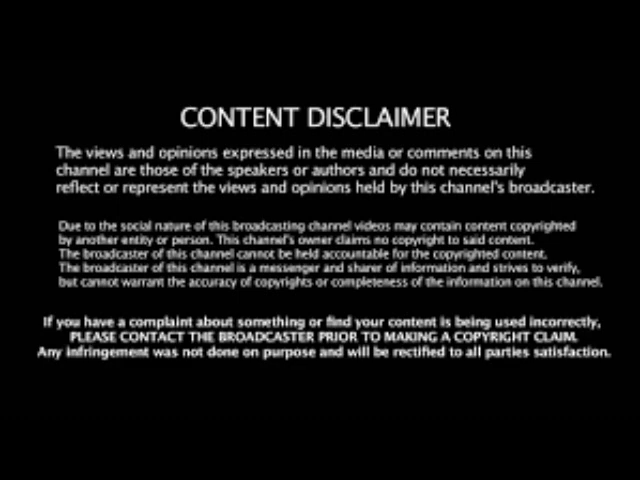 CONTENT DISCLAIMER
The views and opinions expressed in the media or comments on this
channel are those of the speakers or authors and do not necessarily
reflect or represent the views and opinions held by this channel's broadcaster.
Due to the social nature of this broadcasting channel videos may contain content copyrighted
by another entity or person. This channel's owner claims no copyright to said content.
The broadcaster of this channel cannot be held accountable for the copyrighted content.
The broadcaster of this channel is a messenger and sharer of information and strives to verify,
but cannot warrant the accuracy of copyrights or completeness of the information on this channel.
If you have a complaint about something or find your content is being used incorrectly,
PLEASE CONTACT THE BROADCASTER PRIOR TO MAKING A COPYRIGHT CLAIM.
Any infringement was not done on purpose and will be rectified to all parties satisfaction.